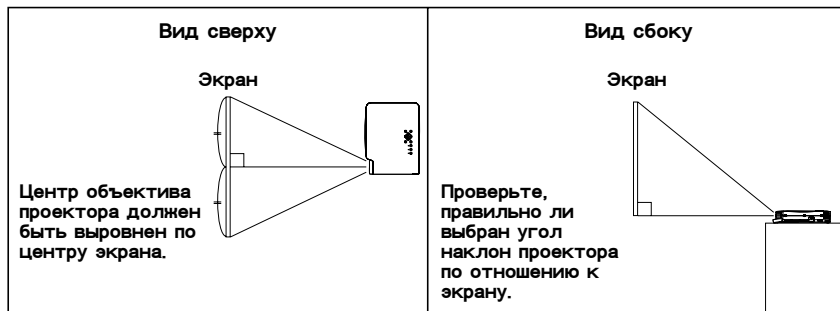 Вид сверху
Экран
Центр объектива
проектора должен
быть выровнен по
центру экрана.
Вид сбоку
Экран
Проверьте,
правильно ли
выбран угол
наклон проектора
по отношению к
экрану.